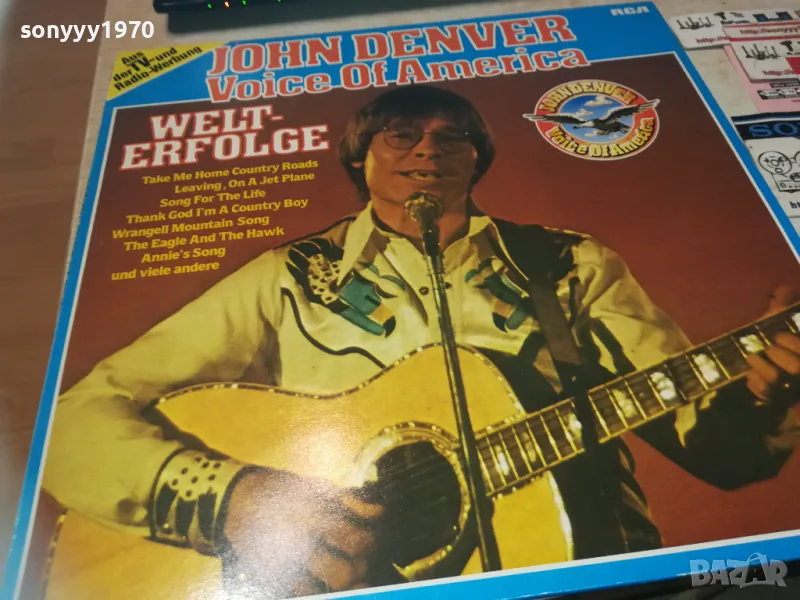 sonyyy1970
RCA
Aus
der TV-und
Radio-Werbung
JOHN DENVER
Voice Of America
WELT-
ERFOLGE
Take Me Home Country Roads
Leaving, On A Jet Plane
Song For The Life
Thank God I'm A Country Boy
Wrangell Mountain Song
The Eagle And The Hawk
Annie's Song
und viele andere
JOHN DENVER
Voice Of America
BAZAR